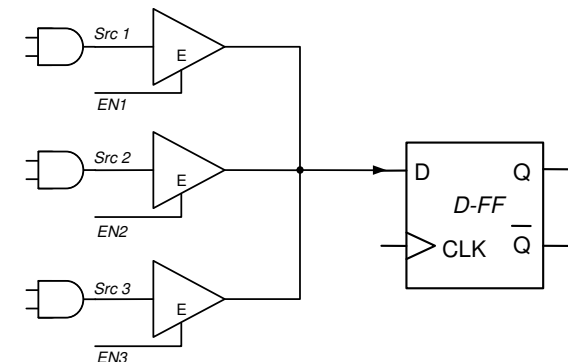 Src 1
E
EN1
Src 2
E
EN2
D Q
D-FF
CLK Q
Src 3
E
EN3